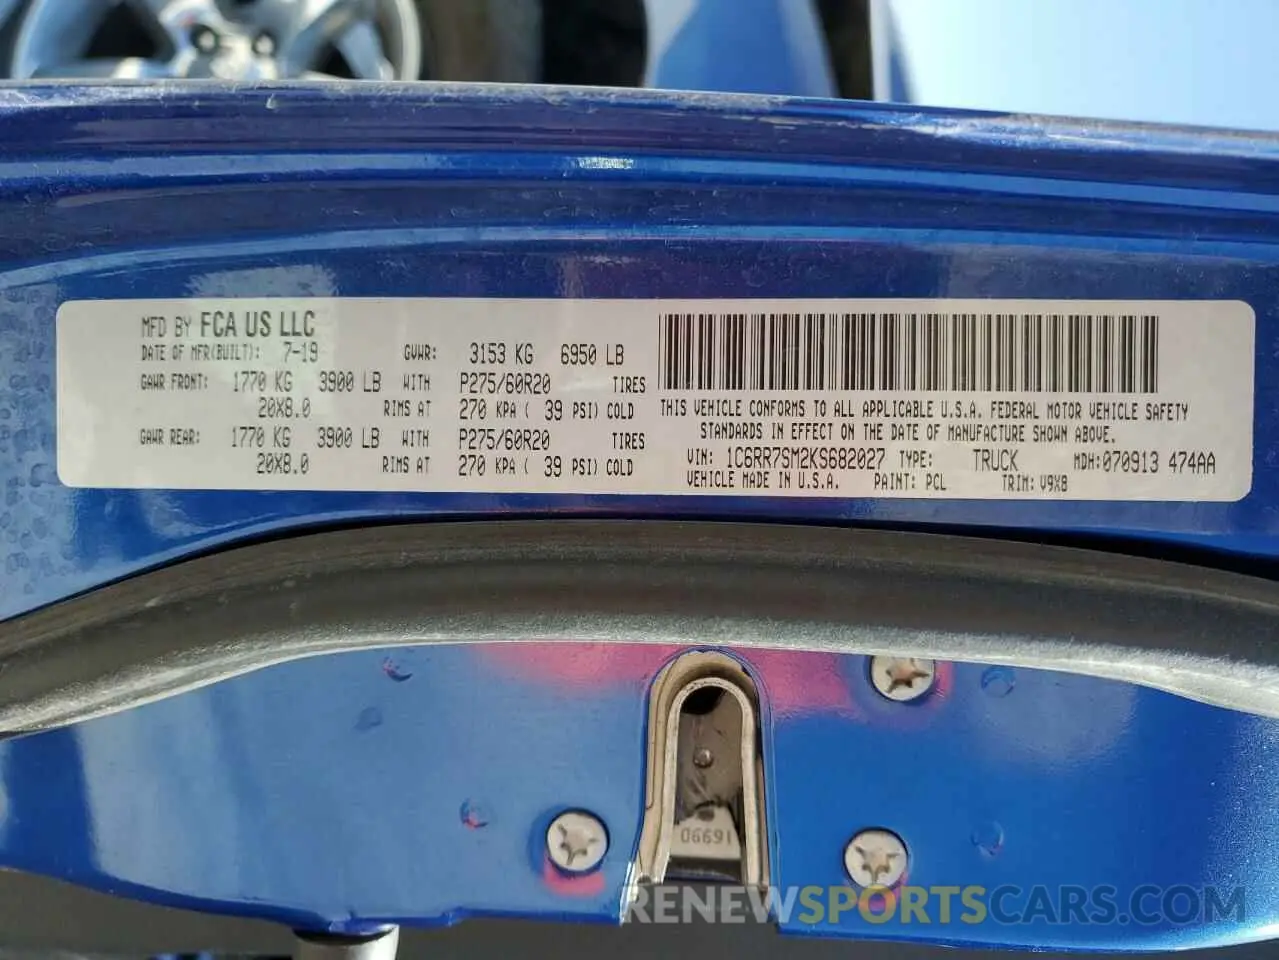 MFD BY FCA US LLC
DATE OF MFR(BUILT): 7-19 GVWR: 3153 KG 6950 LB
GAWR FRONT: 1770 KG 3900 LB WITH P275/60R20 TIRES
20X8.0 RIMS AT 270 KPA ( 39 PSI) COLD
GAWR REAR: 1770 KG 3900 LB WITH P275/60R20 TIRES
20X8.0 RIMS AT 270 KPA ( 39 PSI) COLD
THIS VEHICLE CONFORMS TO ALL APPLICABLE U.S.A. FEDERAL MOTOR VEHICLE SAFETY
STANDARDS IN EFFECT ON THE DATE OF MANUFACTURE SHOWN ABOVE.
VIN: 1C6RR7SM2KS682027 TYPE: TRUCK MDH:070913 474AA
VEHICLE MADE IN U.S.A. PAINT: PCL TRIM: V9X8
16990
RENEWSPORTSCARS.COM